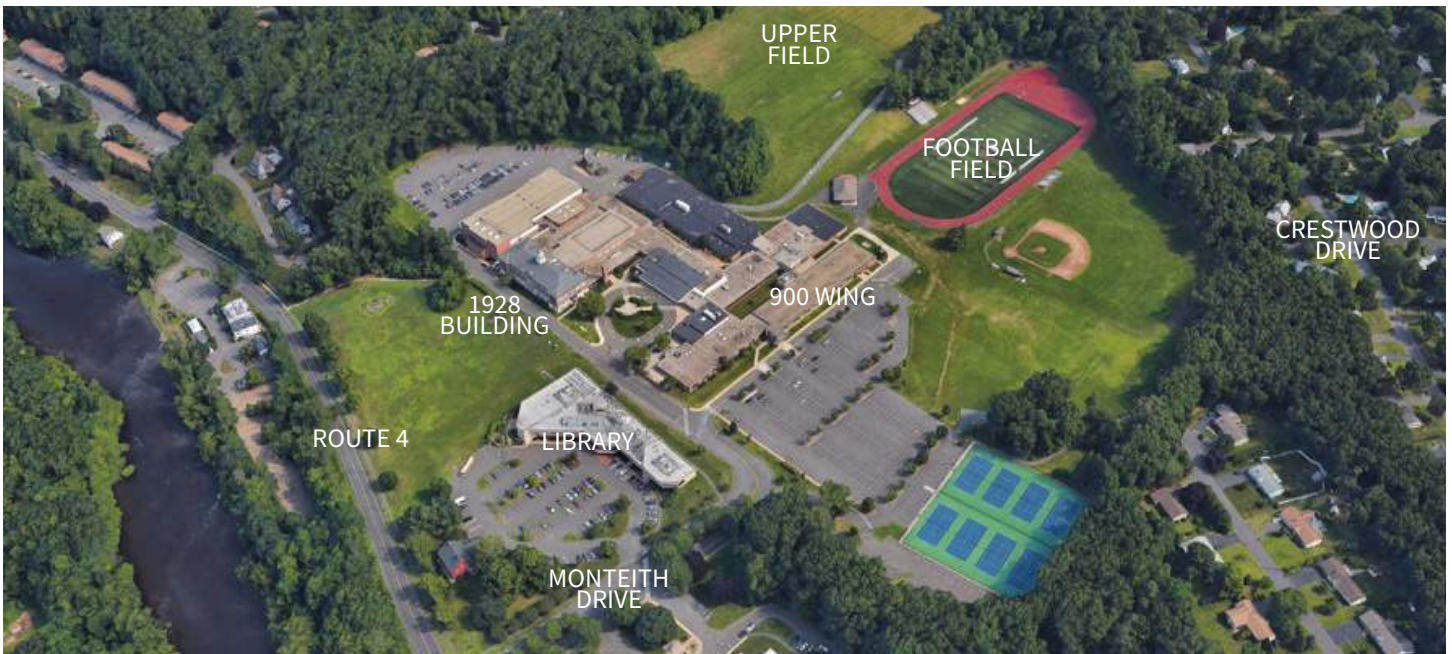 UPPER
FIELD
FOOTBALL
FIELD
CRESTWOOD
DRIVE
900 WING
1928
BUILDING
ROUTE 4
LIBRARY
MONTEITH
DRIVE